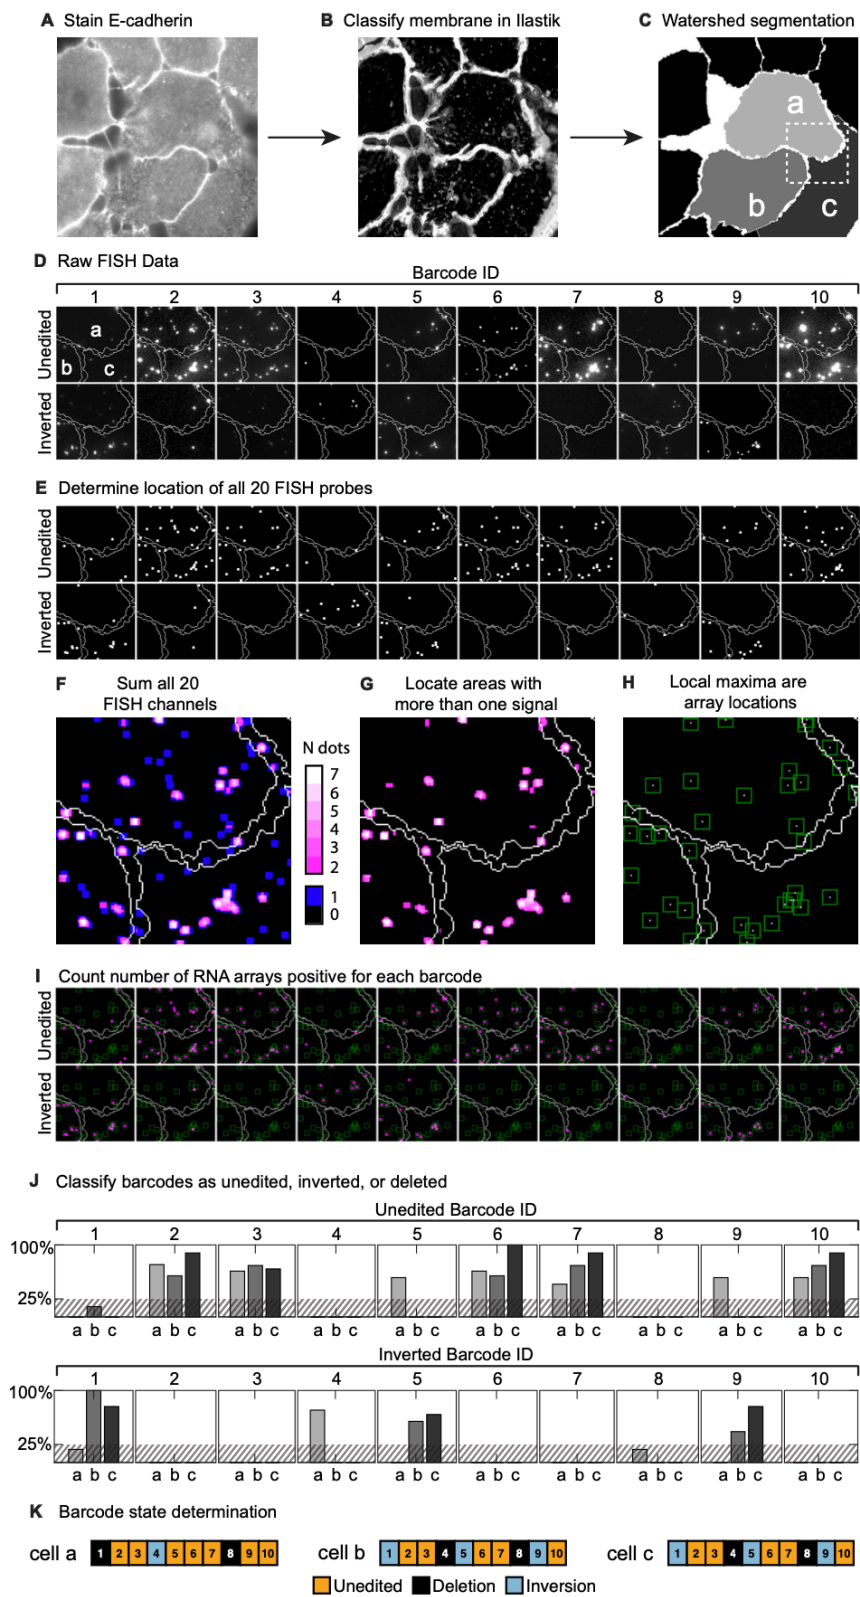 A Stain E-cadherin
B Classify membrane in Ilastik
C Watershed segmentation
a
b
c
D Raw FISH Data
Barcode ID
1 2 3 4 5 6 7 8 9 10
Unedited
a
b c
Inverted
E Determine location of all 20 FISH probes
Unedited
Inverted
F Sum all 20
FISH channels
G Locate areas with
more than one signal
H Local maxima are
array locations
N dots
7
6
5
4
3
2
1
0
I Count number of RNA arrays positive for each barcode
Unedited
Inverted
J Classify barcodes as unedited, inverted, or deleted
Unedited Barcode ID
1 2 3 4 5 6 7 8 9 10
100%
25%
a b c a b c a b c a b c a b c a b c a b c a b c a b c a b c
Inverted Barcode ID
1 2 3 4 5 6 7 8 9 10
100%
25%
a b c a b c a b c a b c a b c a b c a b c a b c a b c a b c
K Barcode state determination
cell a 1 2 3 4 5 6 7 8 9 10
cell b 1 2 3 4 5 6 7 8 9 10
cell c 1 2 3 4 5 6 7 8 9 10
Unedited Deletion Inversion